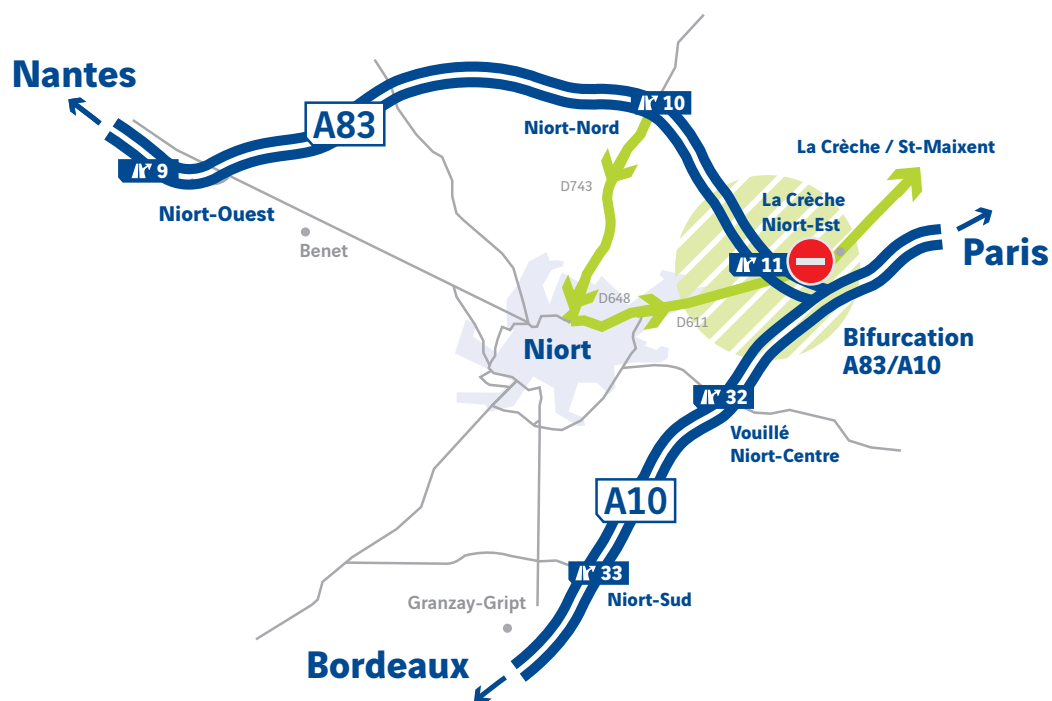 Nantes
A83
10
Niort-Nord
La Crèche / St-Maixent
9
D743
La Crèche
Niort-Est
Niort-Ouest
Benet
Paris
11
D648
D611
Niort
Bifurcation
A83/A10
32
Vouillé
Niort-Centre
A10
33
Granzay-Gript
Niort-Sud
Bordeaux